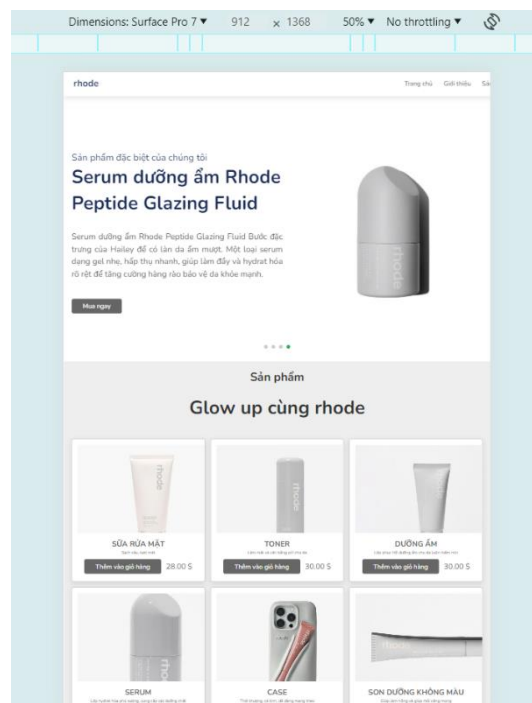 Dimensions: Surface Pro 7 ▼ 912 × 1368 50% ▼ No throttling ▼
rhode
Trang chủ Giới thiệu
Sản phẩm đặc biệt của chúng tôi
Serum dưỡng ẩm Rhode
Peptide Glazing Fluid
Serum dưỡng ẩm Rhode Peptide Glazing Fluid Bước đặc
trưng của Hailey để có làn da ẩm mượt. Một loại serum
dạng gel nhẹ, hấp thụ nhanh, giúp làm đầy và hydrat hóa
rõ rệt để tăng cường hàng rào bảo vệ da khỏe mạnh.
Mua ngay
rhode
Sản phẩm
Glow up cùng rhode
rhode
rhode
SỮA RỬA MẶT
TONER
DƯỠNG ẨM
Thêm vào giỏ hàng 28.00 $
Thêm vào giỏ hàng 30.00 $
Thêm vào giỏ hàng 30.00 $
rhode
rhode
SERUM
CASE
SON DƯỠNG KHÔNG MÀU